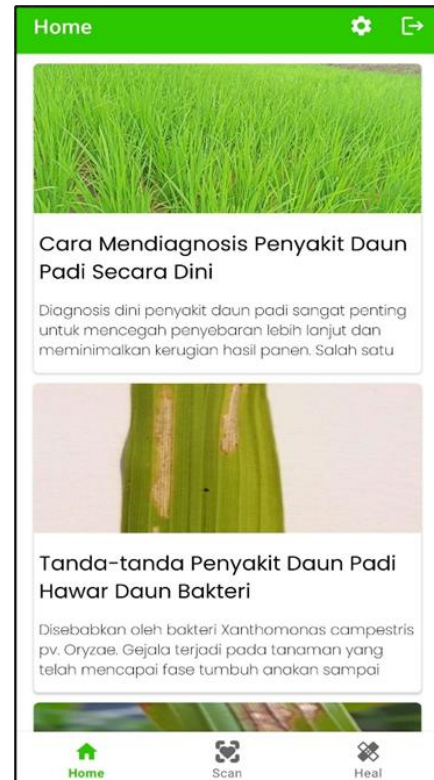 Home
Cara Mendiagnosis Penyakit Daun
Padi Secara Dini
Diagnosis dini penyakit daun padi sangat penting
untuk mencegah penyebaran lebih lanjut dan
meminimalkan kerugian hasil panen. Salah satu
Tanda-tanda Penyakit Daun Padi
Hawar Daun Bakteri
Disebabkan oleh bakteri Xanthomonas campestris
pv. Oryzae. Gejala terjadi pada tanaman yang
telah mencapai fase tumbuh anakan sampai
Home
Scan
Heal